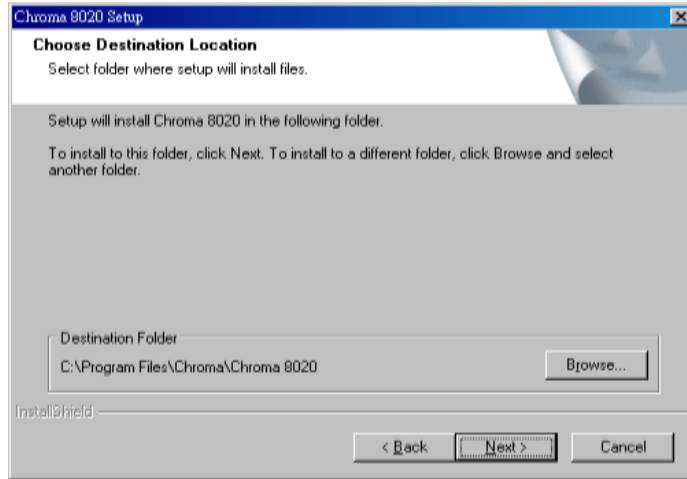 Chroma 8020 Setup
Choose Destination Location
Select folder where setup will install files.
Setup will install Chroma 8020 in the following folder.
To install to this folder, click Next. To install to a different folder, click Browse and select
another folder.
Destination Folder
C:\Program Files\Chroma\Chroma 8020
Browse...
InstallShield
< Back
Next >
Cancel